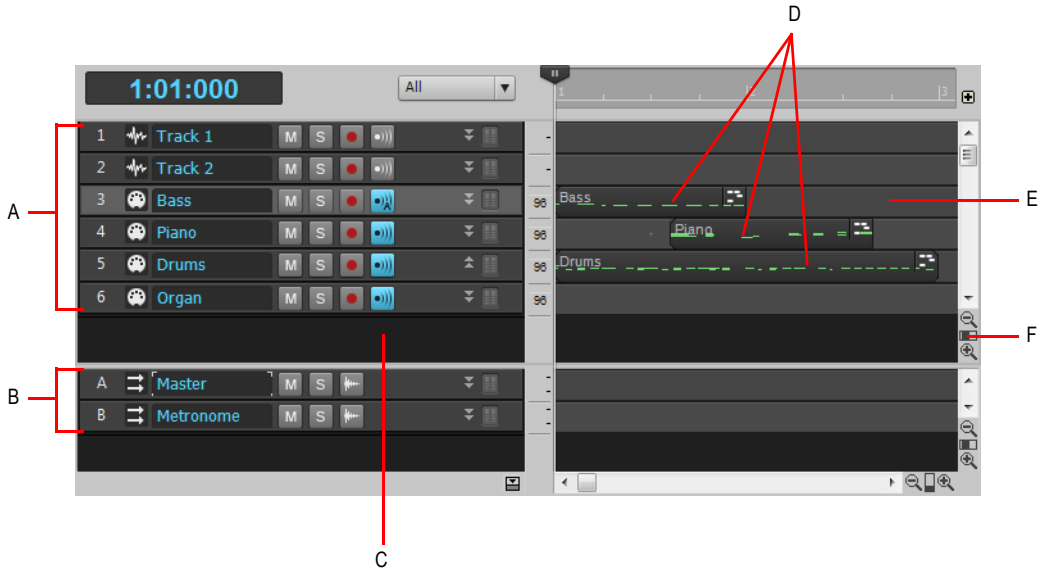 D
1:01:000 All 1 2 3
A
1 Track 1 M S
2 Track 2 M S
3 Bass M S A 96 Bass E
4 Piano M S 96 Piano
5 Drums M S 96 Drums
6 Organ M S 96
F
B
A Master M S
B Metronome M S
C